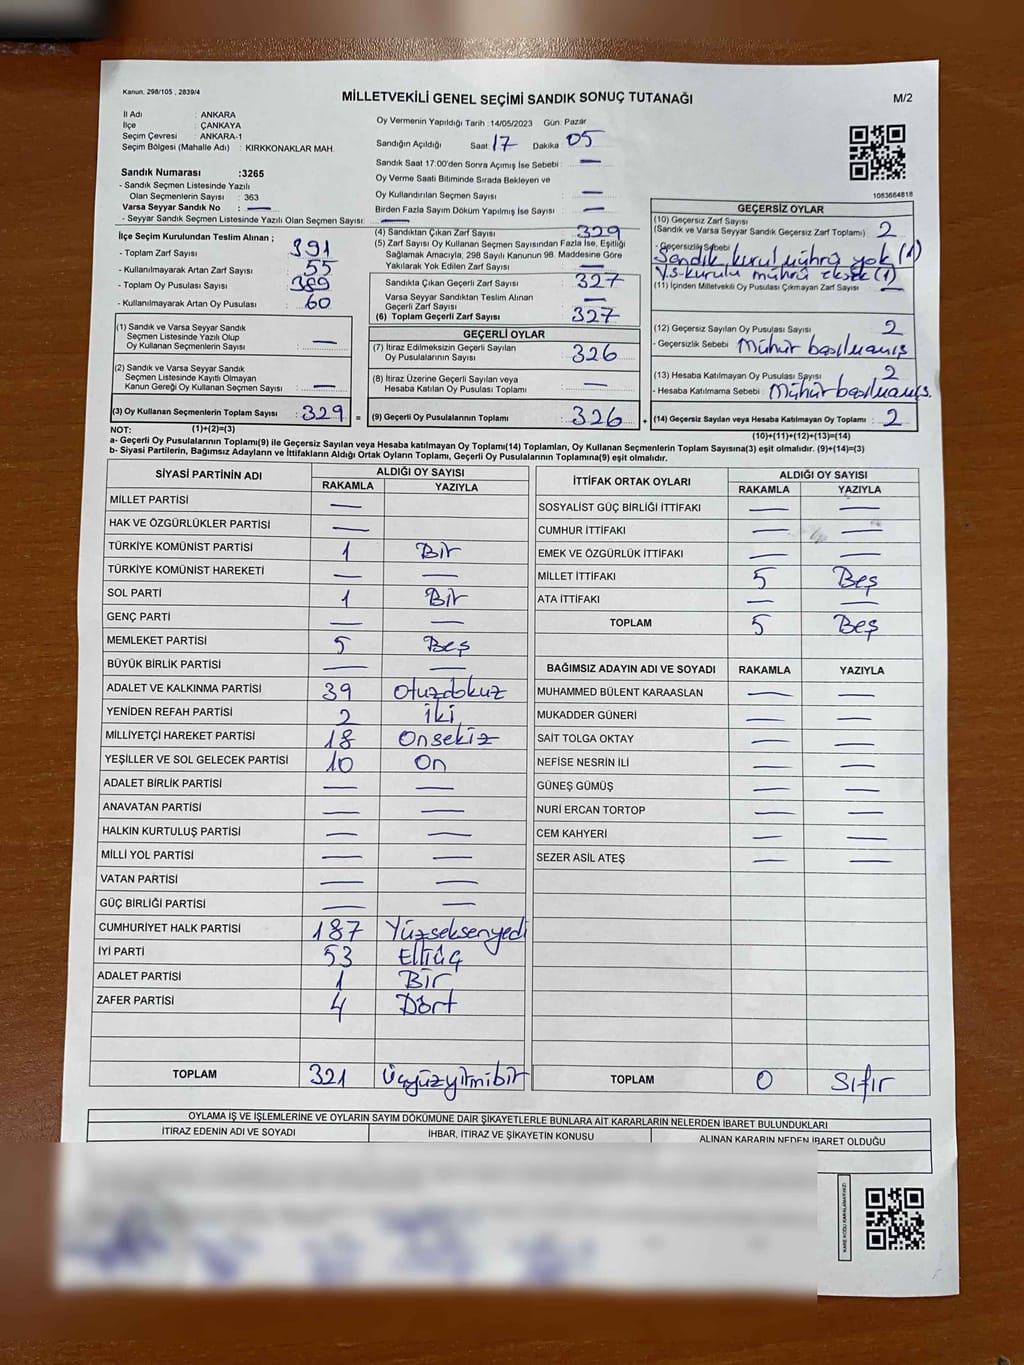 Kanun: 298/105 , 2839/4
MİLLETVEKİLİ GENEL SEÇİMİ SANDIK SONUÇ TUTANAĞI
M/2
İl Adı : ANKARA
İlçe : ÇANKAYA
Seçim Çevresi : ANKARA-1
Seçim Bölgesi (Mahalle Adı) : KIRKKONAKLAR MAH.
Sandık Numarası :3265
- Sandık Seçmen Listesinde Yazılı
Olan Seçmenlerin Sayısı : 363
Varsa Seyyar Sandık No : —
- Seyyar Sandık Seçmen Listesinde Yazılı Olan Seçmen Sayısı: —
Oy Vermenin Yapıldığı Tarih :14/05/2023 Gün: Pazar
Sandığın Açıldığı Saat 17 Dakika 05
Sandık Saat 17:00'den Sonra Açımış İse Sebebi : —
Oy Verme Saati Bitiminde Sırada Bekleyen ve
Oy Kullandırılan Seçmen Sayısı —
Birden Fazla Sayım Döküm Yapılmış İse Sayısı —
1083664818
İlçe Seçim Kurulundan Teslim Alınan ;
- Toplam Zarf Sayısı 391
- Kullanılmayarak Artan Zarf Sayısı : 55
- Toplam Oy Pusulası Sayısı : 389
- Kullanılmayarak Artan Oy Pusulası : 60
(1) Sandık ve Varsa Seyyar Sandık
Seçmen Listesinde Yazılı Olup
Oy Kullanan Seçmenlerin Sayısı : —
(2) Sandık ve Varsa Seyyar Sandık
Seçmen Listesinde Kayıtlı Olmayan
Kanun Gereği Oy Kullanan Seçmen Sayısı : —
(3) Oy Kullanan Seçmenlerin Toplam Sayısı : 329 =
(4) Sandıktan Çıkan Zarf Sayısı 329
(5) Zarf Sayısı Oy Kullanan Seçmen Sayısından Fazla İse, Eşitliği
Sağlamak Amacıyla, 298 Sayılı Kanunun 98. Maddesine Göre
Yakılarak Yok Edilen Zarf Sayısı : —
Sandıkta Çıkan Geçerli Zarf Sayısı : 327
Varsa Seyyar Sandıktan Teslim Alınan
Geçerli Zarf Sayısı —
(6) Toplam Geçerli Zarf Sayısı : 327
GEÇERLİ OYLAR
(7) İtiraz Edilmeksizin Geçerli Sayılan
Oy Pusulalarının Sayısı : 326
(8) İtiraz Üzerine Geçerli Sayılan veya
Hesaba Katılan Oy Pusulası Toplamı : —
(9) Geçerli Oy Pusulalarının Toplamı : 326 +
GEÇERSİZ OYLAR
(10) Geçersiz Zarf Sayısı
(Sandık ve Varsa Seyyar Sandık Geçersiz Zarf Toplamı) : 2
- Geçersizlik Sebebi
Sandık kurul mührü yok (1)
Y.S-kurulu mührü eksik (1)
(11) İçinden Milletvekili Oy Pusulası Çıkmayan Zarf Sayısı : —
(12) Geçersiz Sayılan Oy Pusulası Sayısı : 2
- Geçersizlik Sebebi Mühür basılmamış
(13) Hesaba Katılmayan Oy Pusulası Sayısı : 2
- Hesaba Katılmama Sebebi Mühür basılmamış.
(14) Geçersiz Sayılan veya Hesaba Katılmayan Oy Toplamı : 2
NOT: (1)+(2)=(3)
(10)+(11)+(12)+(13)=(14)
a- Geçerli Oy Pusulalarının Toplamı(9) ile Geçersiz Sayılan veya Hesaba katılmayan Oy Toplamı(14) Toplamları, Oy Kullanan Seçmenlerin Toplam Sayısına(3) eşit olmalıdır. (9)+(14)=(3)
b- Siyasi Partilerin, Bağımsız Adayların ve İttifakların Aldığı Ortak Oyların Toplamı, Geçerli Oy Pusulalarının Toplamına(9) eşit olmalıdır.
SİYASİ PARTİNİN ADI ALDIĞI OY SAYISI
RAKAMLA YAZIYLA
MİLLET PARTİSİ —
HAK VE ÖZGÜRLÜKLER PARTİSİ —
TÜRKİYE KOMÜNİST PARTİSİ 1 Bir
TÜRKİYE KOMÜNİST HAREKETİ — —
SOL PARTİ 1 Bir
GENÇ PARTİ — —
MEMLEKET PARTİSİ 5 Beş
BÜYÜK BİRLİK PARTİSİ — —
ADALET VE KALKINMA PARTİSİ 39 Otuzdokuz
YENİDEN REFAH PARTİSİ 2 İki
MİLLİYETÇİ HAREKET PARTİSİ 18 Onsekiz
YEŞİLLER VE SOL GELECEK PARTİSİ 10 On
ADALET BİRLİK PARTİSİ — —
ANAVATAN PARTİSİ — —
HALKIN KURTULUŞ PARTİSİ — —
MİLLİ YOL PARTİSİ — —
VATAN PARTİSİ — —
GÜÇ BİRLİĞİ PARTİSİ — —
CUMHURİYET HALK PARTİSİ 187 Yüzseksenyedi
İYİ PARTİ 53 Elliüç
ADALET PARTİSİ 1 Bir
ZAFER PARTİSİ 4 Dört
TOPLAM 321 Üçyüzyirmibir
İTTİFAK ORTAK OYLARI ALDIĞI OY SAYISI
RAKAMLA YAZIYLA
SOSYALİST GÜÇ BİRLİĞİ İTTİFAKI — —
CUMHUR İTTİFAKI — —
EMEK VE ÖZGÜRLÜK İTTİFAKI — —
MİLLET İTTİFAKI 5 Beş
ATA İTTİFAKI — —
TOPLAM 5 Beş
BAĞIMSIZ ADAYIN ADI VE SOYADI RAKAMLA YAZIYLA
MUHAMMED BÜLENT KARAASLAN — —
MUKADDER GÜNERİ — —
SAİT TOLGA OKTAY — —
NEFİSE NESRİN İLİ — —
GÜNEŞ GÜMÜŞ — —
NURİ ERCAN TORTOP — —
CEM KAHYERİ — —
SEZER ASİL ATEŞ — —
TOPLAM 0 Sıfır
OYLAMA İŞ VE İŞLEMLERİNE VE OYLARIN SAYIM DÖKÜMÜNE DAİR ŞİKAYETLERLE BUNLARA AİT KARARLARIN NELERDEN İBARET BULUNDUKLARI
İTİRAZ EDENİN ADI VE SOYADI İHBAR, İTİRAZ VE ŞİKAYETİN KONUSU ALINAN KARARIN NEDEN İBARET OLDUĞU